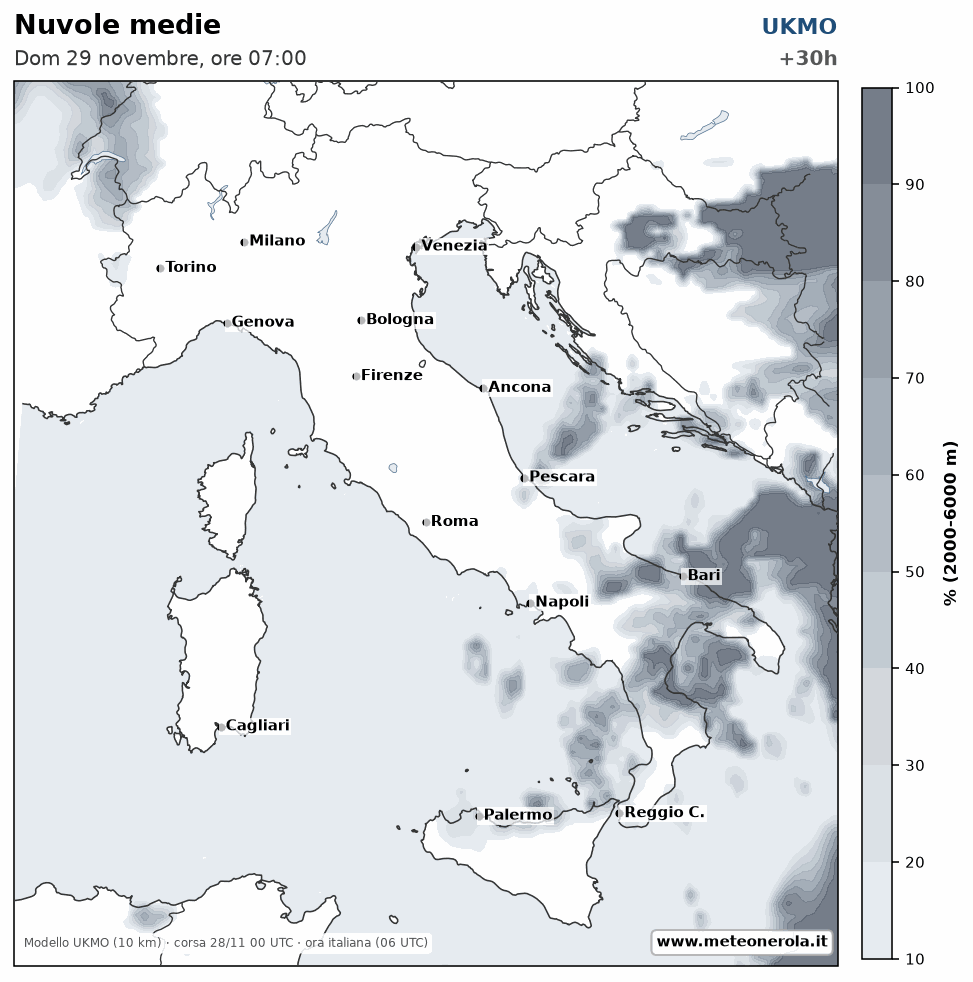 Nuvole medie
UKMO
Dom 29 novembre, ore 07:00
+30h
100
90
80
70
60
50
40
30
20
10
% (2000-6000 m)
Venezia
Milano
Torino
Bologna
Genova
Firenze
Ancona
Pescara
Roma
Bari
Napoli
Cagliari
Palermo
Reggio C.
Modello UKMO (10 km) · corsa 28/11 00 UTC · ora italiana (06 UTC)
www.meteonerola.it